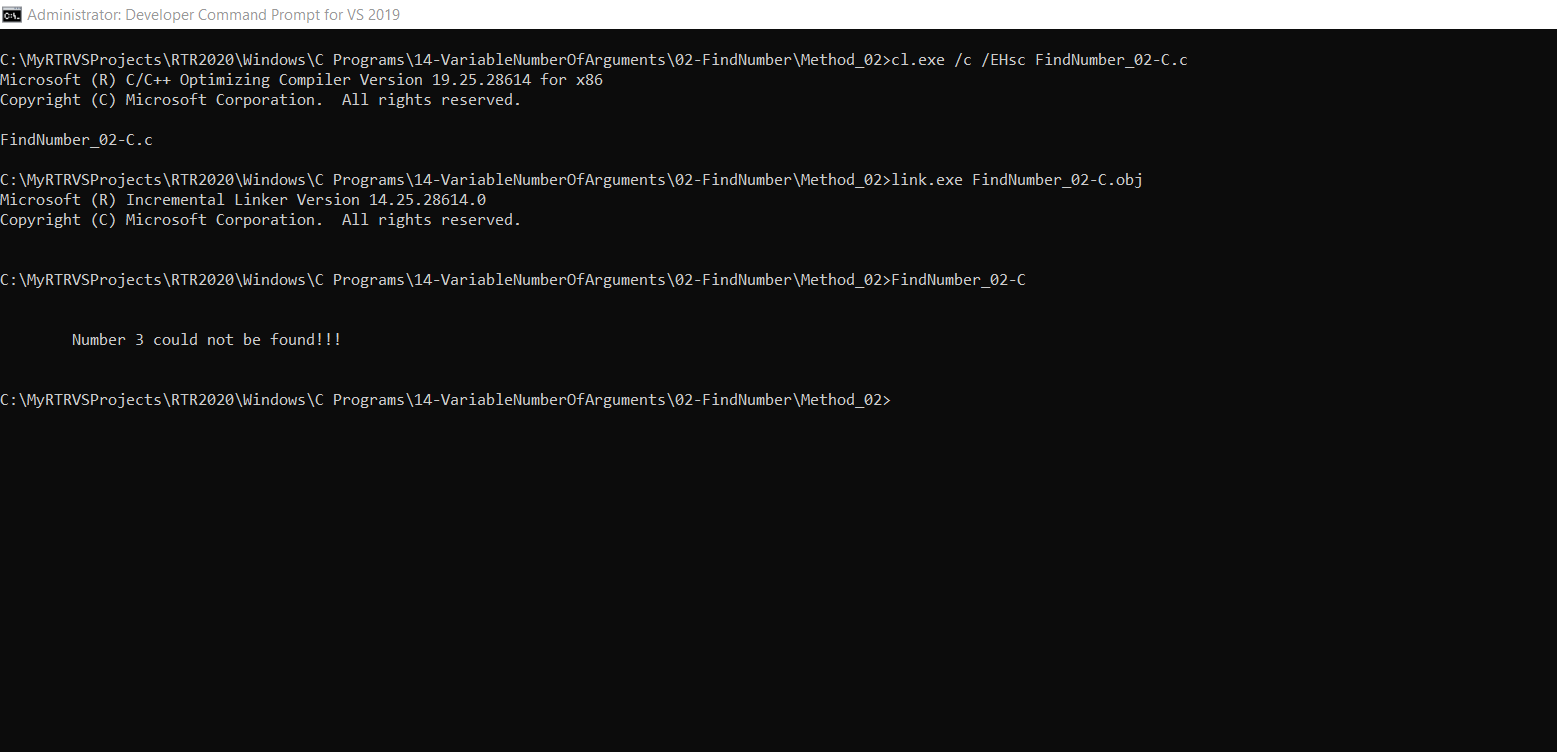 Administrator: Developer Command Prompt for VS 2019
C:\MyRTRVSProjects\RTR2020\Windows\C Programs\14-VariableNumberOfArguments\02-FindNumber\Method_02>cl.exe /c /EHsc FindNumber_02-C.c
Microsoft (R) C/C++ Optimizing Compiler Version 19.25.28614 for x86
Copyright (C) Microsoft Corporation.  All rights reserved.
FindNumber_02-C.c
C:\MyRTRVSProjects\RTR2020\Windows\C Programs\14-VariableNumberOfArguments\02-FindNumber\Method_02>link.exe FindNumber_02-C.obj
Microsoft (R) Incremental Linker Version 14.25.28614.0
Copyright (C) Microsoft Corporation.  All rights reserved.
C:\MyRTRVSProjects\RTR2020\Windows\C Programs\14-VariableNumberOfArguments\02-FindNumber\Method_02>FindNumber_02-C
Number 3 could not be found!!!
C:\MyRTRVSProjects\RTR2020\Windows\C Programs\14-VariableNumberOfArguments\02-FindNumber\Method_02>